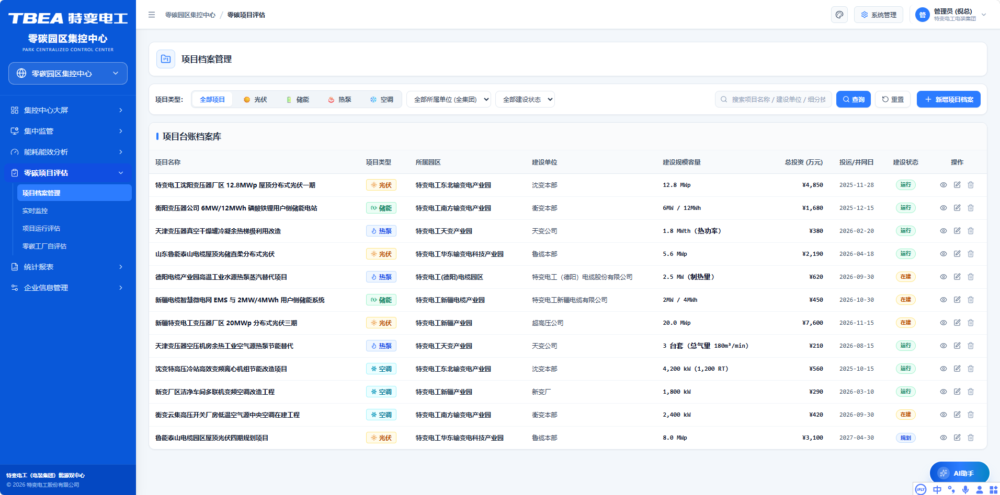 TBEA 特变电工
零碳园区集控中心
PARK CENTRALIZED CONTROL CENTER
零碳园区集控中心
集控中心大屏
集中监管
能耗能效分析
零碳项目评估
项目档案管理
实时监控
项目运行评估
零碳工厂自评估
统计报表
企业信息管理
特变电工（电装集团）能源双中心
© 2026 特变电工股份有限公司
零碳园区集控中心 / 零碳项目评估
系统管理
管 管理员 (倪总)
特变电工电装集团
项目档案管理
项目类型: 全部项目 光伏 储能 热泵 空调 全部所属单位 (全集团) 全部建设状态 搜索项目名称 / 建设单位 / 细分技 查询 重置 新增项目档案
项目台账档案库
项目名称 项目类型 所属园区 建设单位 建设规模容量 总投资 (万元) 投运/并网日 建设状态 操作
特变电工沈阳变压器厂区 12.8MWp 屋顶分布式光伏一期 光伏 特变电工东北输变电产业园 沈变本部 12.8 MWp ¥4,850 2025-11-28 运行
衡阳变压器公司 6MW/12MWh 磷酸铁锂用户侧储能电站 储能 特变电工南方输变电产业园 衡变本部 6MW / 12MWh ¥1,680 2025-12-15 运行
天津变压器真空干燥罐冷凝余热梯级利用改造 热泵 特变电工天变产业园 天变公司 1.8 MWth (热功率) ¥380 2026-02-20 运行
山东鲁能泰山电缆屋顶光储直柔分布式光伏 光伏 特变电工华东输变电科技产业园 鲁缆本部 5.6 MWp ¥2,190 2026-04-18 运行
德阳电缆产业园高温工业水源热泵蒸汽替代项目 热泵 特变电工(德阳)电缆园区 特变电工（德阳）电缆股份有限公司 2.5 MW (制热量) ¥620 2026-09-30 在建
新疆电缆智慧微电网 EMS 与 2MW/4MWh 用户侧储能系统 储能 特变电工新疆电缆产业园 特变电工新疆电缆有限公司 2MW / 4MWh ¥450 2026-10-30 在建
新疆特变电工变压器厂区 20MWp 分布式光伏三期 光伏 特变电工新疆产业园 超高压公司 20.0 MWp ¥7,600 2026-11-15 在建
天津变压器空压机房余热工业空气源热泵节能替代 热泵 特变电工天变产业园 天变公司 3 台套 (总气量 180m³/min) ¥210 2026-08-15 运行
沈变特高压冷站高效变频离心机组节能改造项目 空调 特变电工东北输变电产业园 沈变本部 4,200 kW (1,200 RT) ¥560 2025-10-15 运行
新变厂区洁净车间多联机变频空调改造工程 空调 特变电工新疆产业园 新变厂 1,800 kW ¥290 2026-03-10 运行
衡变云集高压开关厂房低温空气源中央空调在建工程 空调 特变电工南方输变电产业园 衡变本部 2,400 kW ¥420 2026-09-30 在建
鲁能泰山电缆园区屋顶光伏四期规划项目 光伏 特变电工华东输变电科技产业园 鲁缆本部 8.0 MWp ¥3,100 2027-04-30 规划
AI助手
iFLY 中